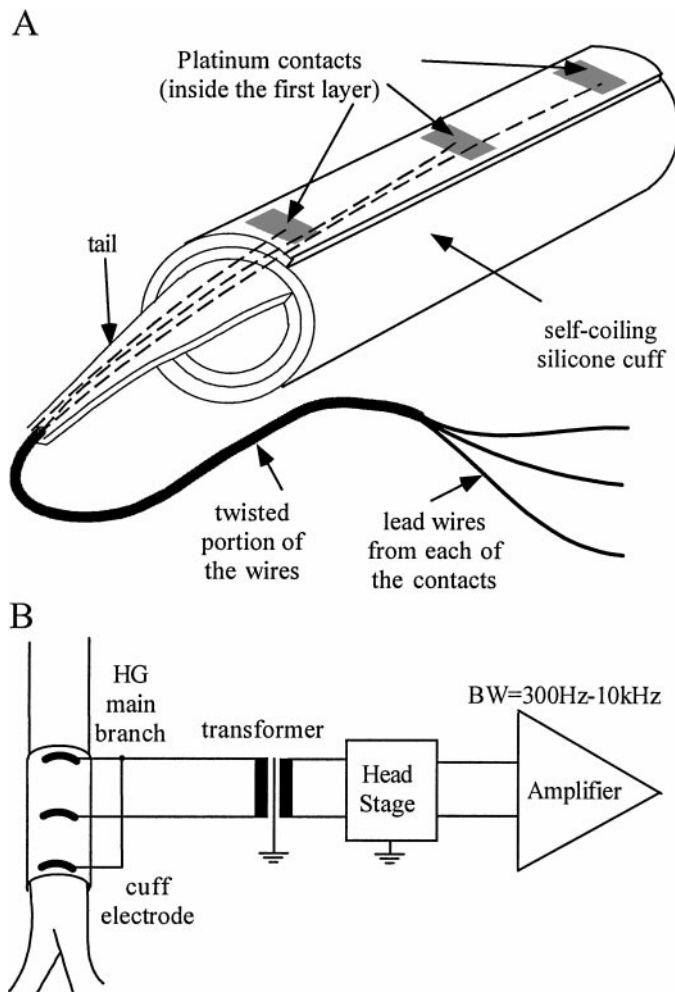 A
Platinum contacts
(inside the first layer)
tail
self-coiling
silicone cuff
twisted
portion of
the wires
lead wires
from each of
the contacts
B
HG
main
branch
transformer
BW=300Hz-10kHz
Head
Stage
Amplifier
cuff
electrode